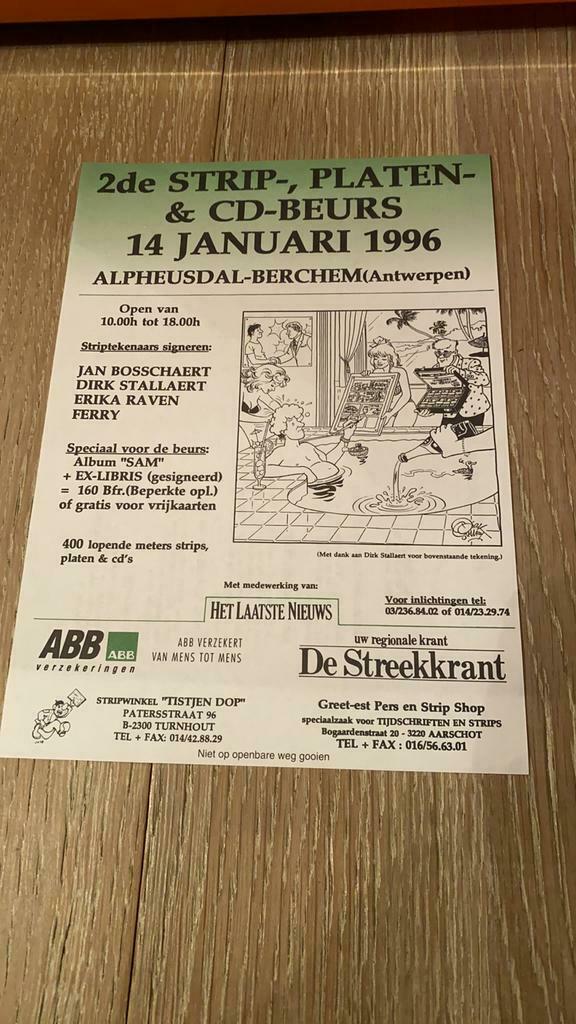 2de STRIP-, PLATEN-
& CD-BEURS
14 JANUARI 1996
ALPHEUSDAL-BERCHEM(Antwerpen)
Open van
10.00h tot 18.00h
Striptekenaars signeren:
JAN BOSSCHAERT
DIRK STALLAERT
ERIKA RAVEN
FERRY
Speciaal voor de beurs:
Album "SAM"
+ EX-LIBRIS (gesigneerd)
= 160 Bfr.(Beperkte opl.)
of gratis voor vrijkaarten
400 lopende meters strips,
platen & cd's
(Met dank aan Dirk Stallaert voor bovenstaande tekening.)
Met medewerking van:
HET LAATSTE NIEUWS
Voor inlichtingen tel:
03/236.84.02 of 014/23.29.74
ABB ABB
verzekeringen
ABB VERZEKERT
VAN MENS TOT MENS
uw regionale krant
De Streekkrant
STRIPWINKEL "TISTJEN DOP"
PATERSSTRAAT 96
B-2300 TURNHOUT
TEL + FAX: 014/42.88.29
Greet-est Pers en Strip Shop
speciaalzaak voor TIJDSCHRIFTEN EN STRIPS
Bogaardenstraat 20 - 3220 AARSCHOT
TEL + FAX : 016/56.63.01
Niet op openbare weg gooien